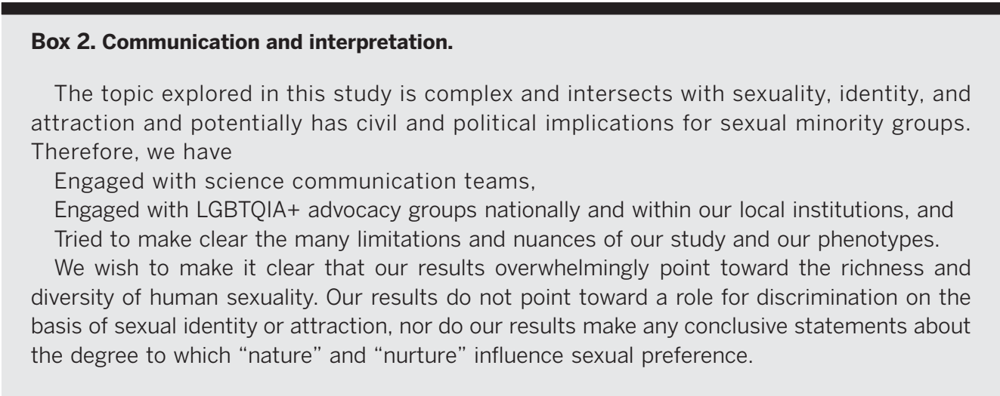 Box 2. Communication and interpretation.
The topic explored in this study is complex and intersects with sexuality, identity, and
attraction and potentially has civil and political implications for sexual minority groups.
Therefore, we have
Engaged with science communication teams,
Engaged with LGBTQIA+ advocacy groups nationally and within our local institutions, and
Tried to make clear the many limitations and nuances of our study and our phenotypes.
We wish to make it clear that our results overwhelmingly point toward the richness and
diversity of human sexuality. Our results do not point toward a role for discrimination on the
basis of sexual identity or attraction, nor do our results make any conclusive statements about
the degree to which “nature” and “nurture” influence sexual preference.